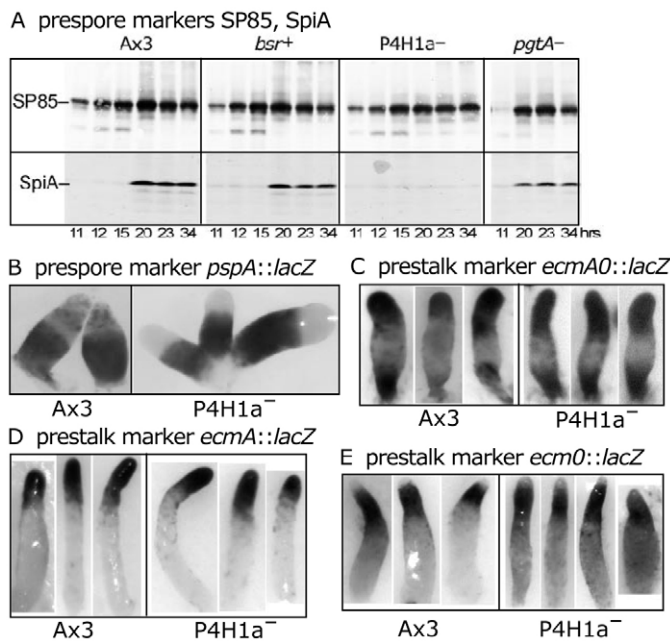 A prespore markers SP85, SpiA
Ax3 bsr+ P4H1a− pgtA−
SP85–
SpiA–
11 12 15 20 23 34 11 12 15 20 23 34 11 12 15 20 23 34 11 20 23 34 hrs
B prespore marker pspA::lacZ
Ax3 P4H1a−
C prestalk marker ecmA0::lacZ
Ax3 P4H1a−
D prestalk marker ecmA::lacZ
Ax3 P4H1a−
E prestalk marker ecm0::lacZ
Ax3 P4H1a−